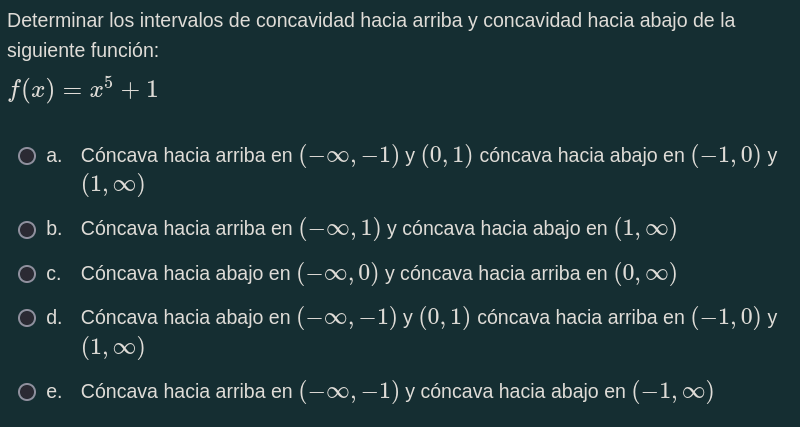 Determinar los intervalos de concavidad hacia arriba y concavidad hacia abajo de la
siguiente función:
f(x) = x⁵ + 1
a. Cóncava hacia arriba en (−∞, −1) y (0, 1) cóncava hacia abajo en (−1, 0) y
(1, ∞)
b. Cóncava hacia arriba en (−∞, 1) y cóncava hacia abajo en (1, ∞)
c. Cóncava hacia abajo en (−∞, 0) y cóncava hacia arriba en (0, ∞)
d. Cóncava hacia abajo en (−∞, −1) y (0, 1) cóncava hacia arriba en (−1, 0) y
(1, ∞)
e. Cóncava hacia arriba en (−∞, −1) y cóncava hacia abajo en (−1, ∞)